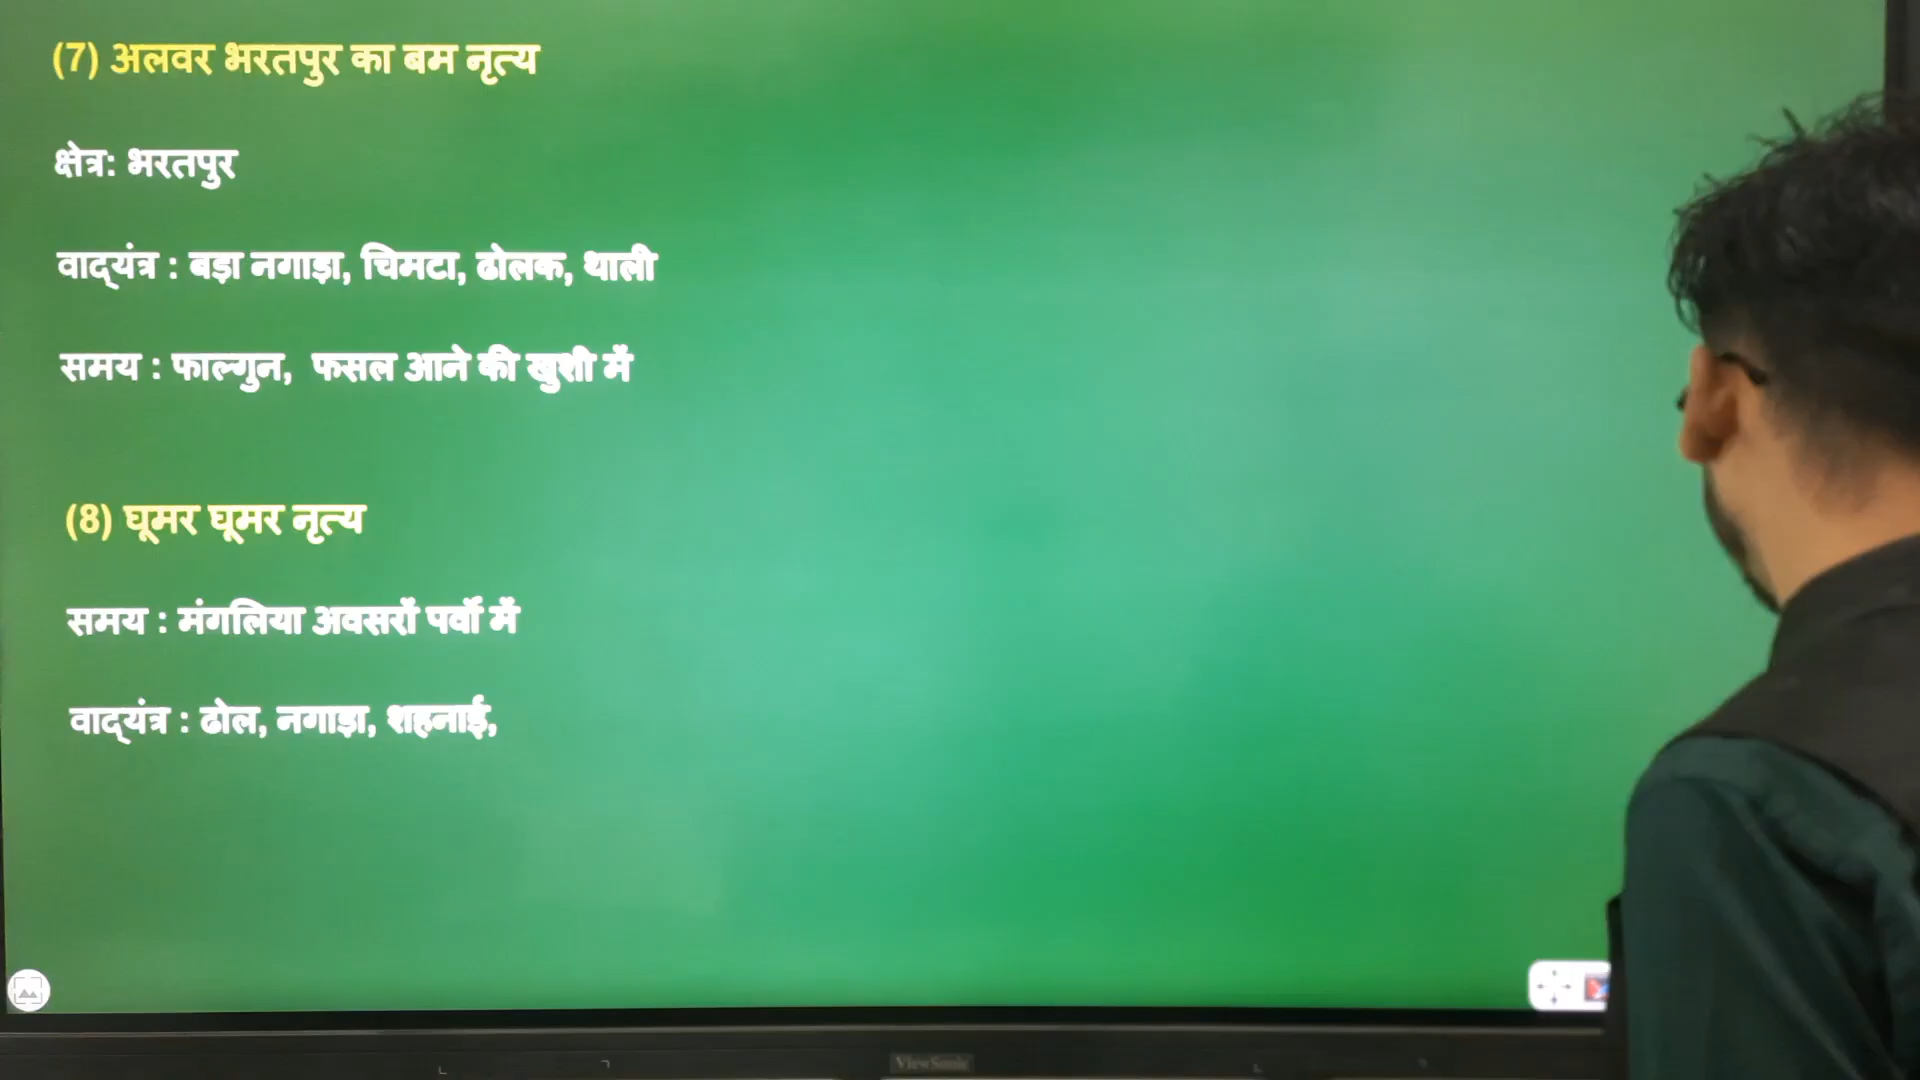 (7) अलवर भरतपुर का बम नृत्य
क्षेत्र: भरतपुर
वाद्यंत्र : बड़ा नगाड़ा, चिमटा, ढोलक, थाली
समय : फाल्गुन, फसल आने की खुशी में
(8) घूमर घूमर नृत्य
समय : मंगलिया अवसरों पर्वो में
वाद्यंत्र : ढोल, नगाड़ा, शहनाई,
ViewSonic